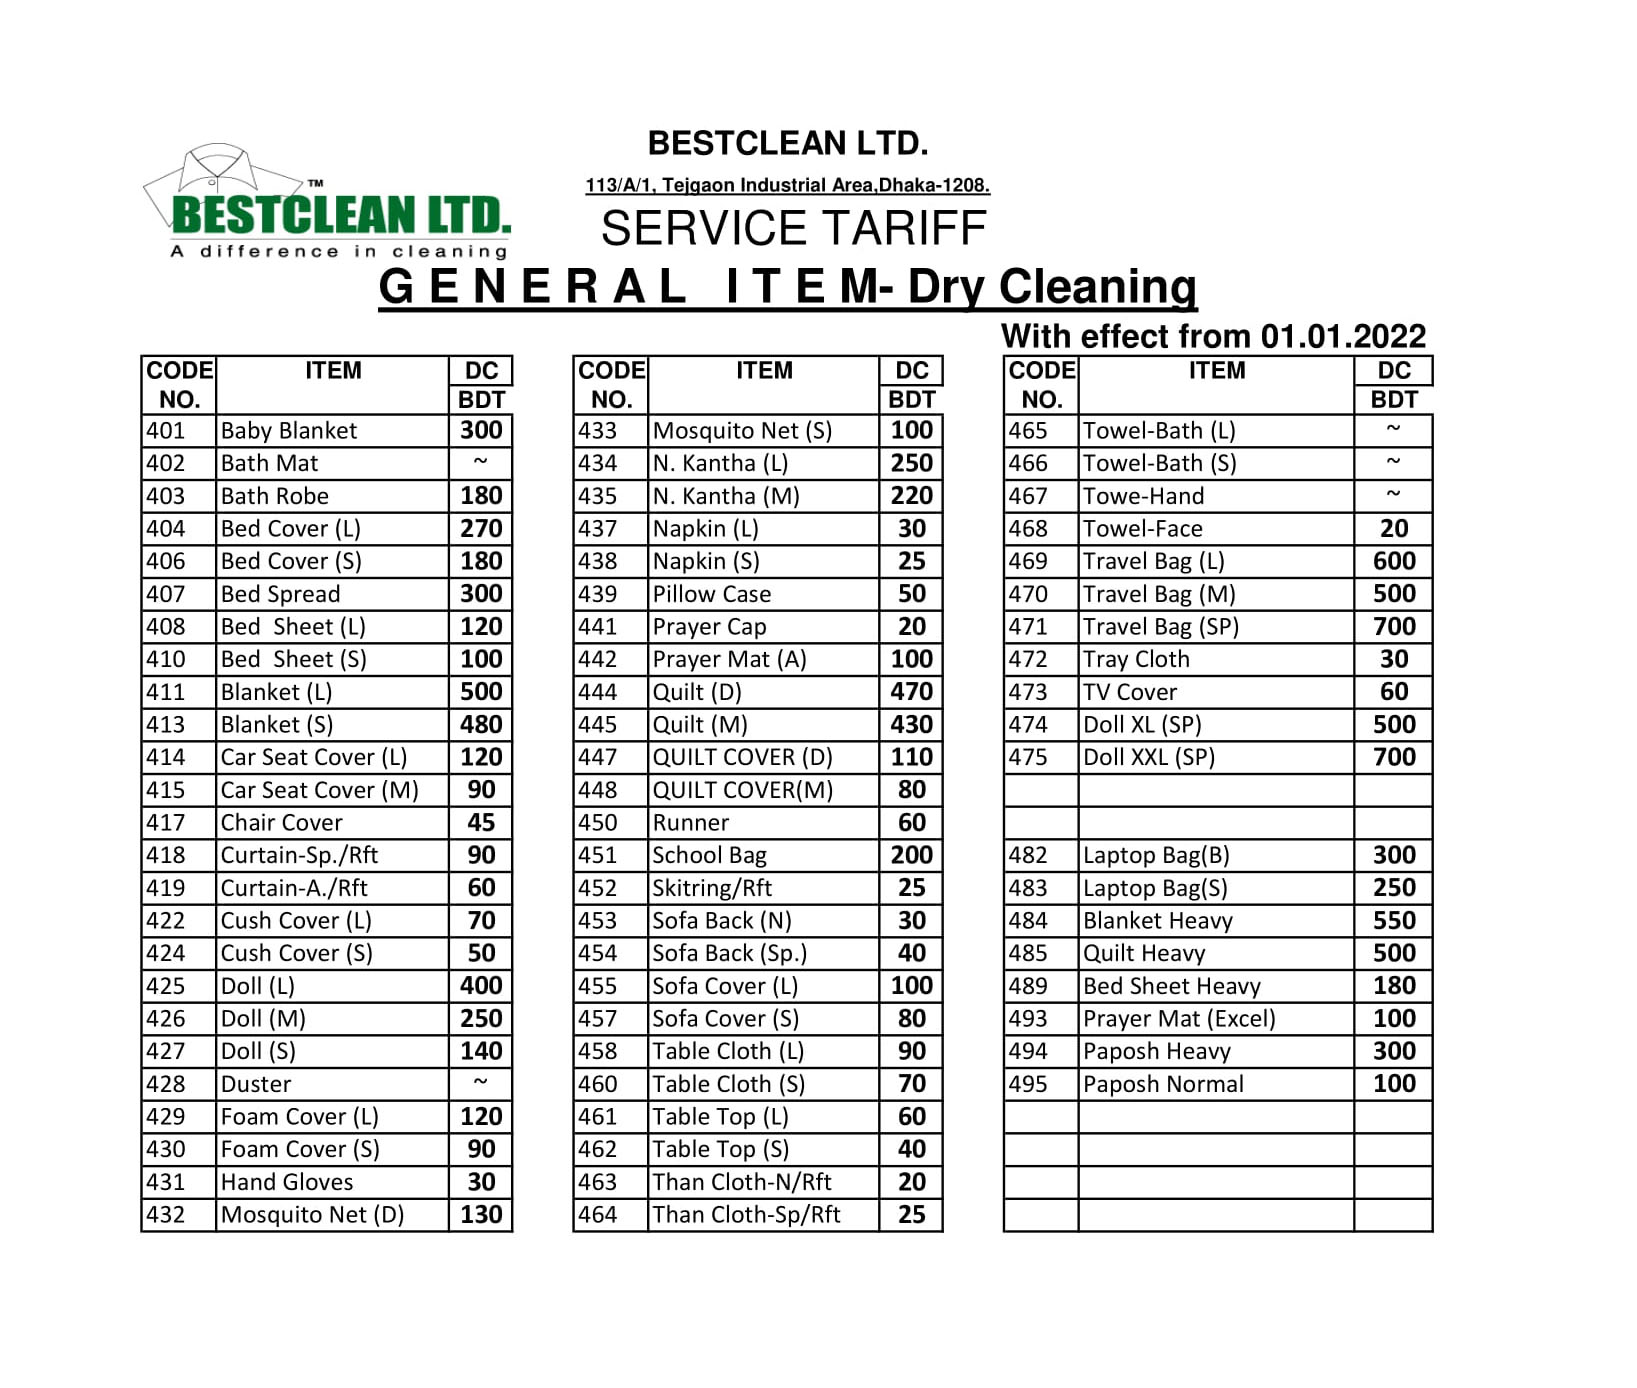 BESTCLEAN LTD.
113/A/1, Tejgaon Industrial Area,Dhaka-1208.
TM
BESTCLEAN LTD.
A difference in cleaning
SERVICE TARIFF
GENERAL ITEM- Dry Cleaning
With effect from 01.01.2022
CODE NO. ITEM DC BDT
401 Baby Blanket 300
402 Bath Mat ~
403 Bath Robe 180
404 Bed Cover (L) 270
406 Bed Cover (S) 180
407 Bed Spread 300
408 Bed Sheet (L) 120
410 Bed Sheet (S) 100
411 Blanket (L) 500
413 Blanket (S) 480
414 Car Seat Cover (L) 120
415 Car Seat Cover (M) 90
417 Chair Cover 45
418 Curtain-Sp./Rft 90
419 Curtain-A./Rft 60
422 Cush Cover (L) 70
424 Cush Cover (S) 50
425 Doll (L) 400
426 Doll (M) 250
427 Doll (S) 140
428 Duster ~
429 Foam Cover (L) 120
430 Foam Cover (S) 90
431 Hand Gloves 30
432 Mosquito Net (D) 130
CODE NO. ITEM DC BDT
433 Mosquito Net (S) 100
434 N. Kantha (L) 250
435 N. Kantha (M) 220
437 Napkin (L) 30
438 Napkin (S) 25
439 Pillow Case 50
441 Prayer Cap 20
442 Prayer Mat (A) 100
444 Quilt (D) 470
445 Quilt (M) 430
447 QUILT COVER (D) 110
448 QUILT COVER(M) 80
450 Runner 60
451 School Bag 200
452 Skitring/Rft 25
453 Sofa Back (N) 30
454 Sofa Back (Sp.) 40
455 Sofa Cover (L) 100
457 Sofa Cover (S) 80
458 Table Cloth (L) 90
460 Table Cloth (S) 70
461 Table Top (L) 60
462 Table Top (S) 40
463 Than Cloth-N/Rft 20
464 Than Cloth-Sp/Rft 25
CODE NO. ITEM DC BDT
465 Towel-Bath (L) ~
466 Towel-Bath (S) ~
467 Towe-Hand ~
468 Towel-Face 20
469 Travel Bag (L) 600
470 Travel Bag (M) 500
471 Travel Bag (SP) 700
472 Tray Cloth 30
473 TV Cover 60
474 Doll XL (SP) 500
475 Doll XXL (SP) 700
482 Laptop Bag(B) 300
483 Laptop Bag(S) 250
484 Blanket Heavy 550
485 Quilt Heavy 500
489 Bed Sheet Heavy 180
493 Prayer Mat (Excel) 100
494 Paposh Heavy 300
495 Paposh Normal 100